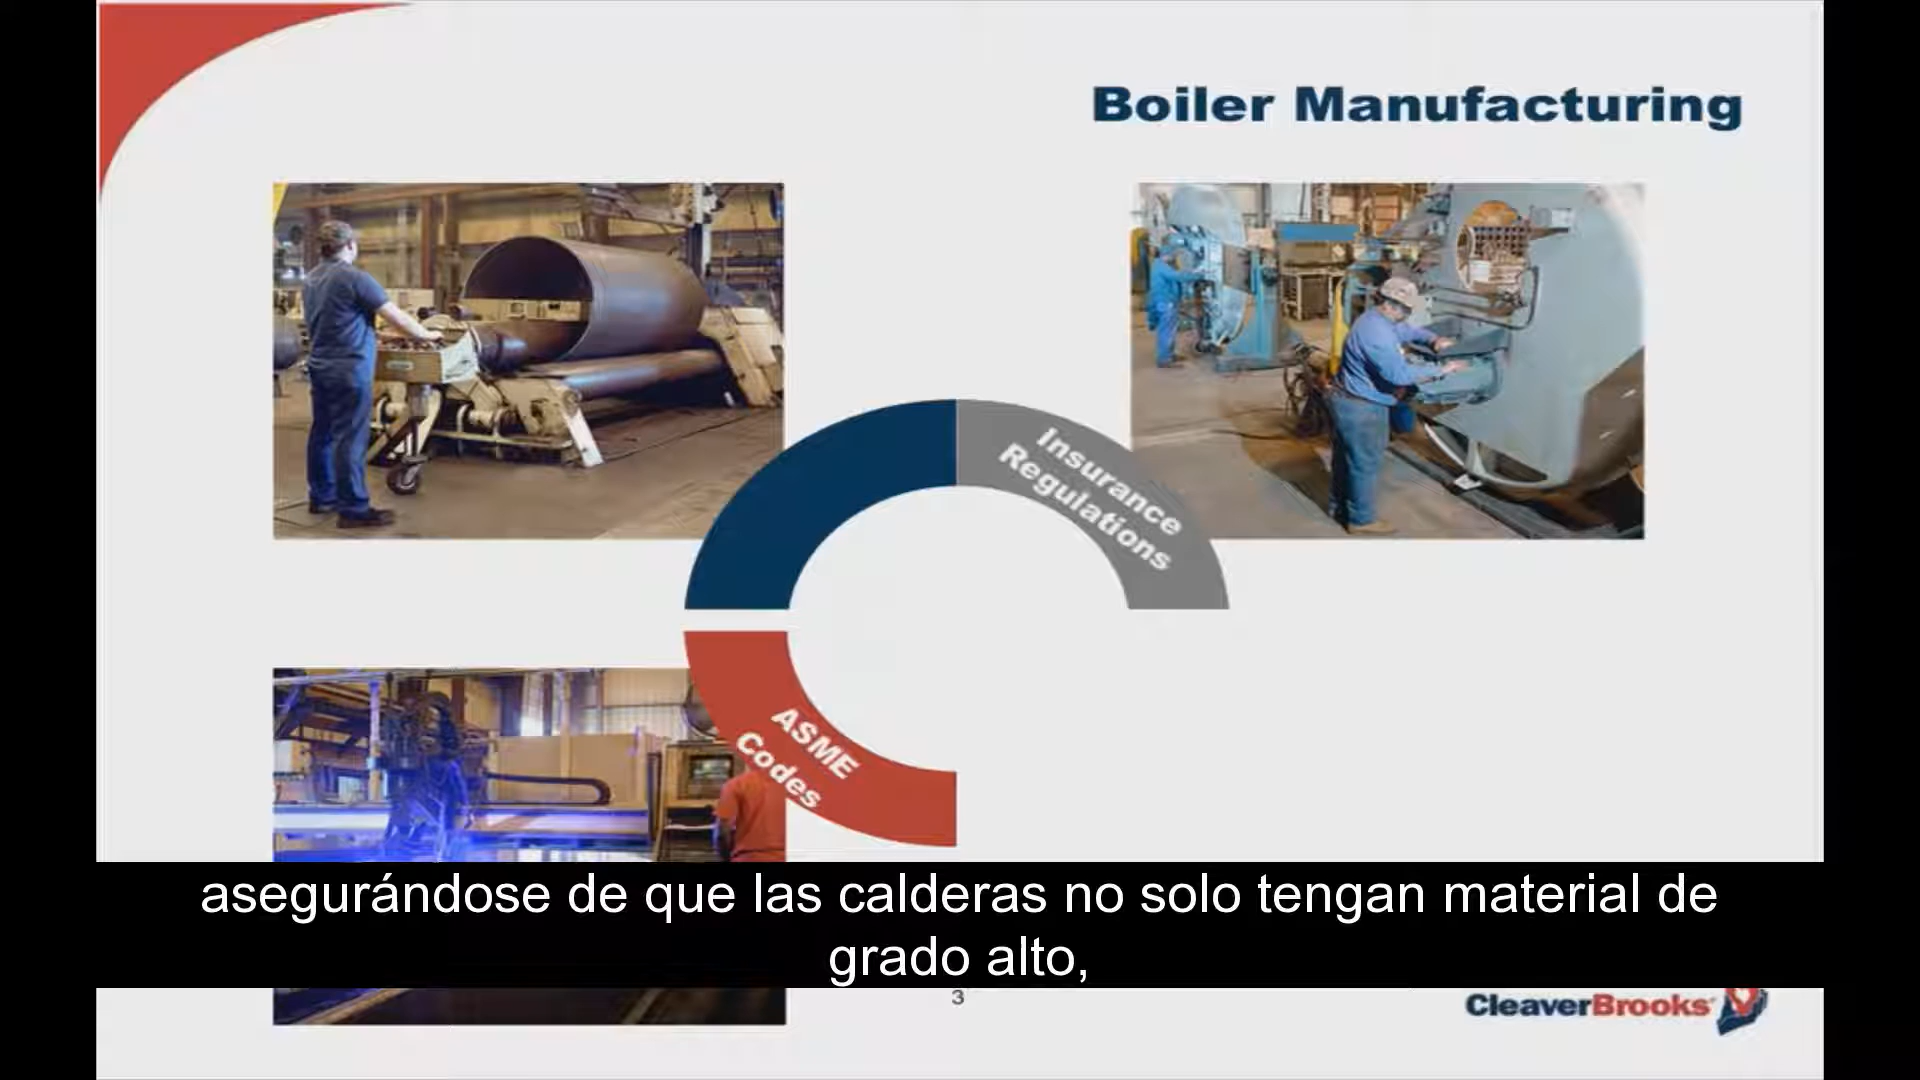 Boiler Manufacturing
Insurance
Regulations
ASME
Codes
asegurándose de que las calderas no solo tengan material de
grado alto,
3
CleaverBrooks